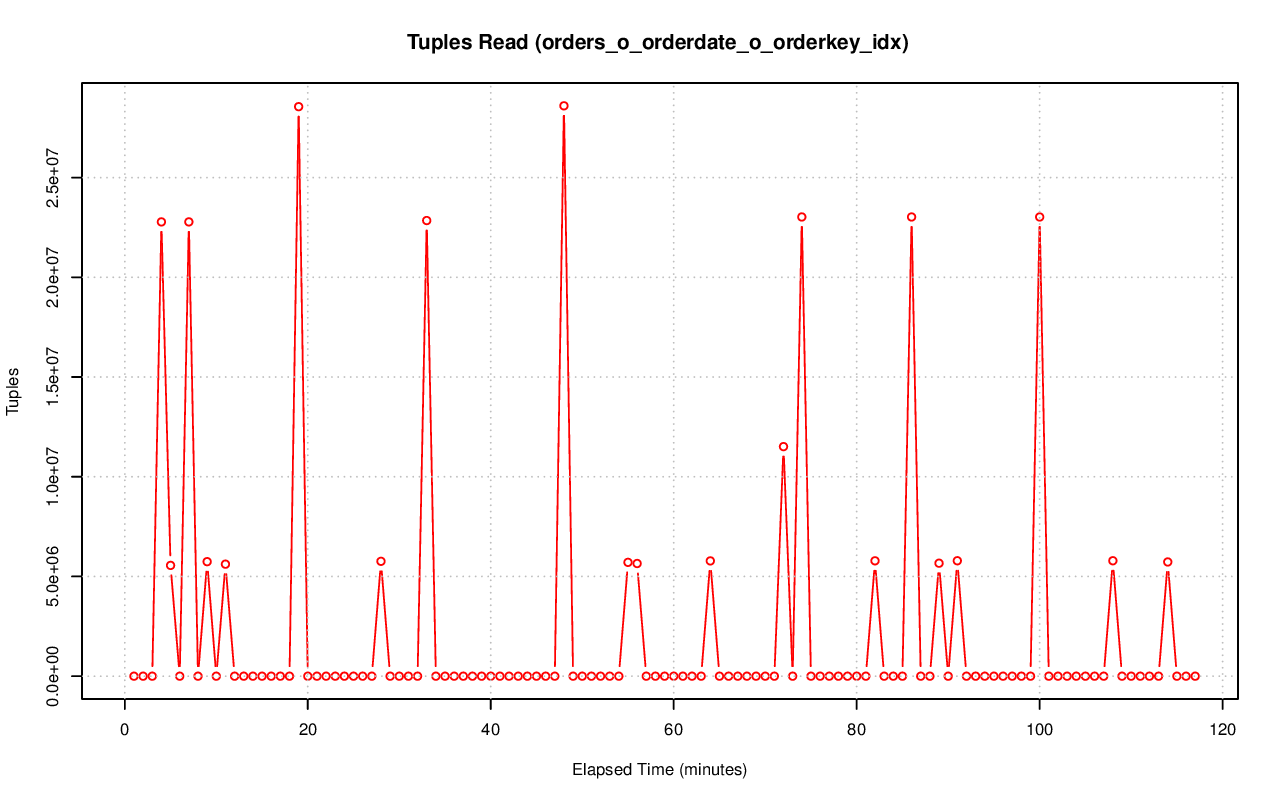 Tuples Read (orders_o_orderdate_o_orderkey_idx)
Tuples
2.5e+07
2.0e+07
1.5e+07
1.0e+07
5.0e+06
0.0e+00
0 20 40 60 80 100 120
Elapsed Time (minutes)